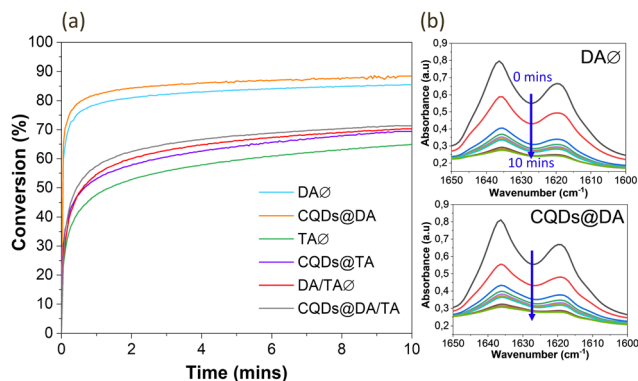 (a)
100
90
80
70
60
50
40
30
20
10
0
Conversion (%)
0
2
4
6
8
10
Time (mins)
DA∅
CQDs@DA
TA∅
CQDs@TA
DA/TA∅
CQDs@DA/TA
(b)
DA∅
0,9
0,8
0,7
0,6
0,5
0,4
0,3
0,2
Absorbance (a.u)
0 mins
10 mins
1650
1640
1630
1620
1610
1600
Wavenumber (cm⁻¹)
CQDs@DA
0,9
0,8
0,7
0,6
0,5
0,4
0,3
0,2
Absorbance (a.u)
1650
1640
1630
1620
1610
1600
Wavenumber (cm⁻¹)